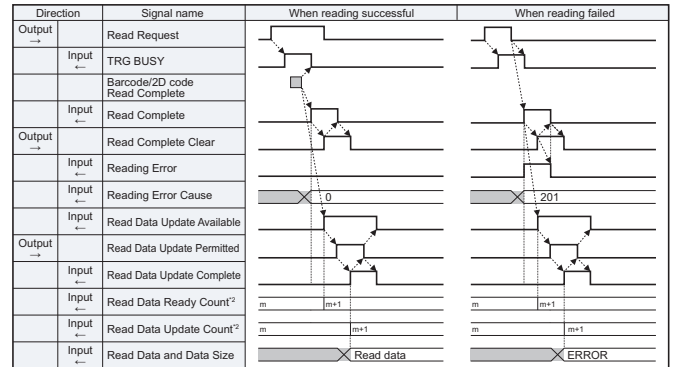 Direction Signal name When reading successful When reading failed
Output → Read Request
Input ← TRG BUSY
Barcode/2D code
Read Complete
Input ← Read Complete
Output → Read Complete Clear
Input ← Reading Error
Input ← Reading Error Cause 0 201
Input ← Read Data Update Available
Output → Read Data Update Permitted
Input ← Read Data Update Complete
Input ← Read Data Ready Count*2 m m+1 m m+1
Input ← Read Data Update Count*2 m m+1 m m+1
Input ← Read Data and Data Size Read data ERROR